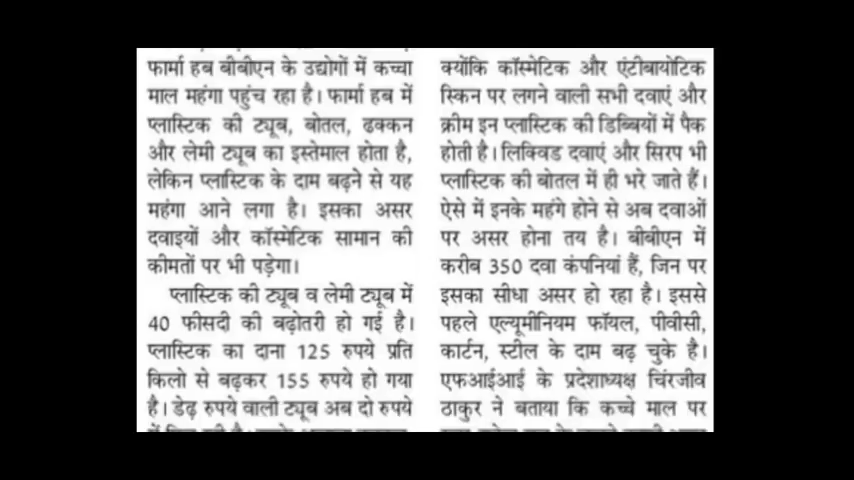 फार्मा हब बीबीएन के उद्योगों में कच्चा
माल महंगा पहुंच रहा है। फार्मा हब में
प्लास्टिक की ट्यूब, बोतल, ढक्कन
और लेमी ट्यूब का इस्तेमाल होता है,
लेकिन प्लास्टिक के दाम बढ़ने से यह
महंगा आने लगा है। इसका असर
दवाइयों और कॉस्मेटिक सामान की
कीमतों पर भी पड़ेगा।
प्लास्टिक की ट्यूब व लेमी ट्यूब में
40 फीसदी की बढ़ोतरी हो गई है।
प्लास्टिक का दाना 125 रुपये प्रति
किलो से बढ़कर 155 रुपये हो गया
है। डेढ़ रुपये वाली ट्यूब अब दो रुपये
क्योंकि कॉस्मेटिक और एंटीबायोटिक
स्किन पर लगने वाली सभी दवाएं और
क्रीम इन प्लास्टिक की डिब्बियों में पैक
होती है। लिक्विड दवाएं और सिरप भी
प्लास्टिक की बोतल में ही भरे जाते हैं।
ऐसे में इनके महंगे होने से अब दवाओं
पर असर होना तय है। बीबीएन में
करीब 350 दवा कंपनियां हैं, जिन पर
इसका सीधा असर हो रहा है। इससे
पहले एल्यूमीनियम फॉयल, पीवीसी,
कार्टन, स्टील के दाम बढ़ चुके है।
एफआईआई के प्रदेशाध्यक्ष चिंरजीव
ठाकुर ने बताया कि कच्चे माल पर